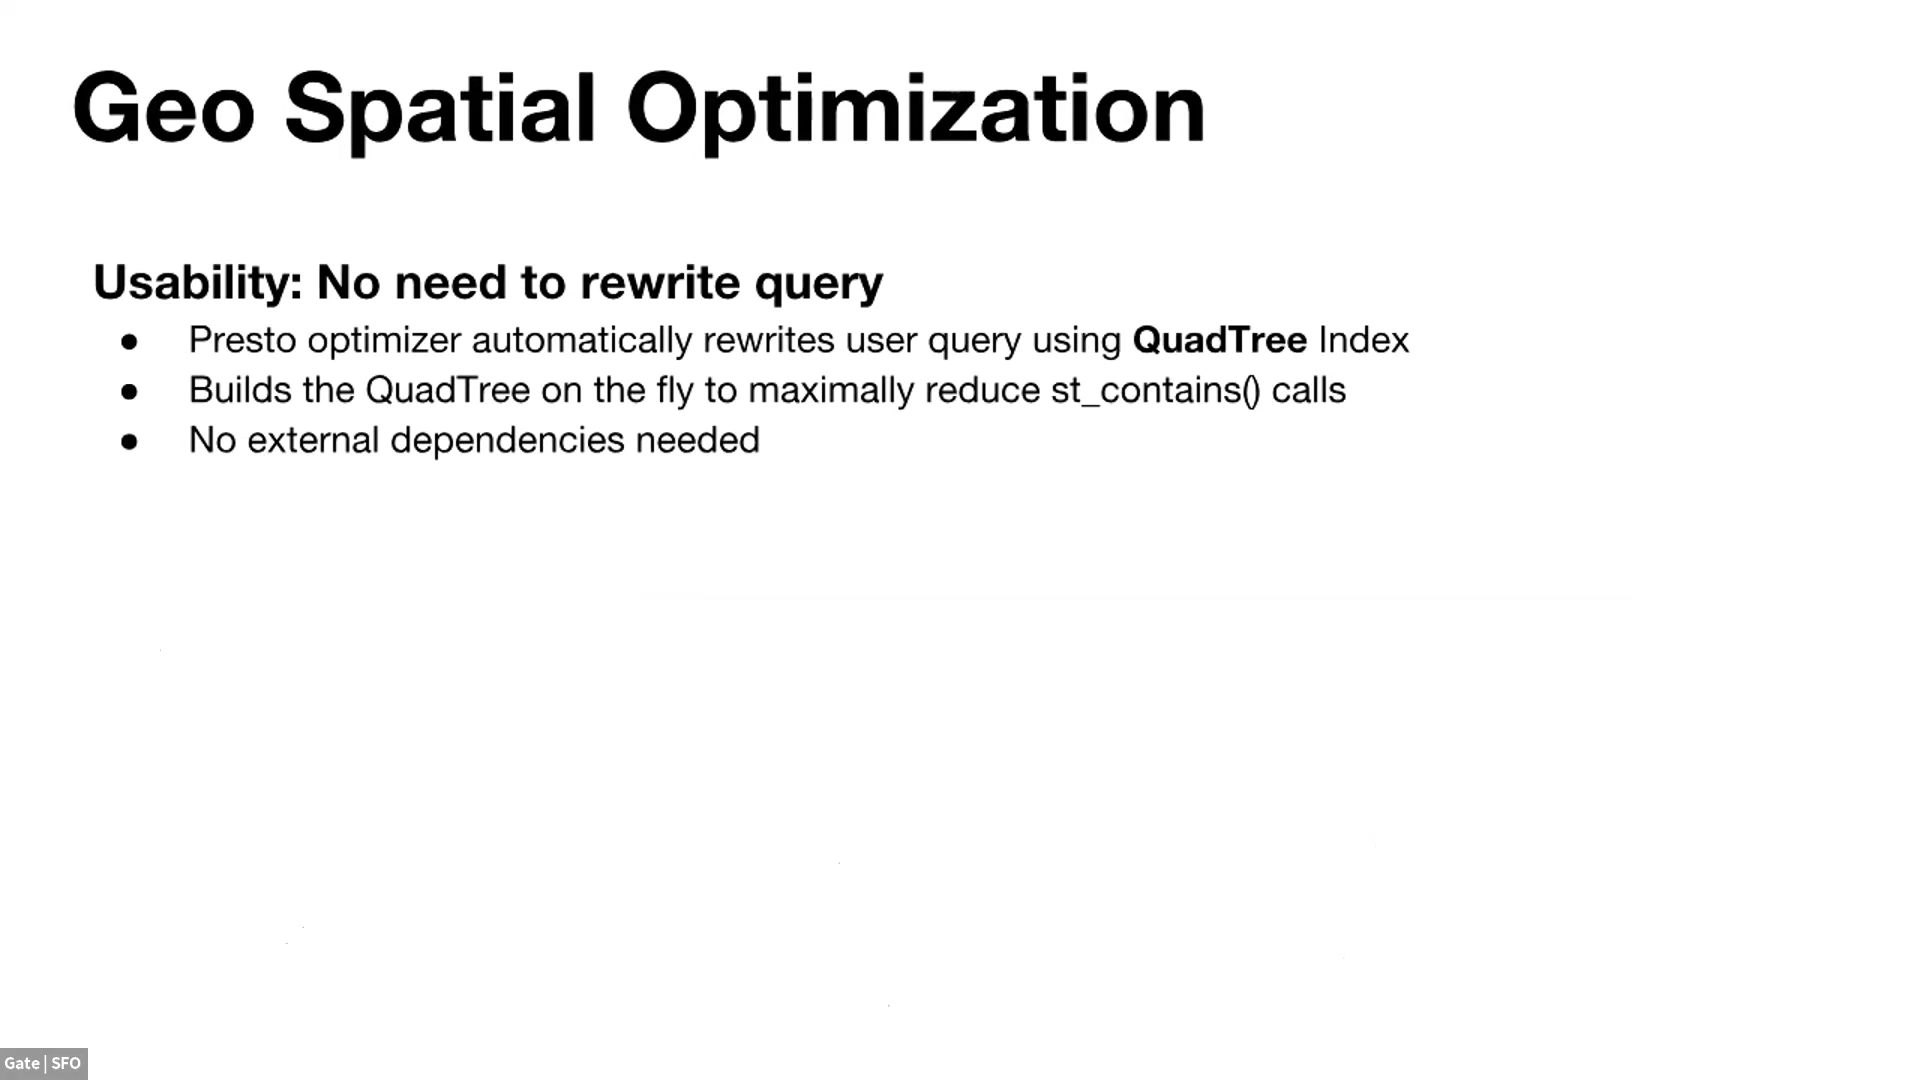 Geo Spatial Optimization
Usability: No need to rewrite query
● Presto optimizer automatically rewrites user query using QuadTree Index
● Builds the QuadTree on the fly to maximally reduce st_contains() calls
● No external dependencies needed
Gate | SFO